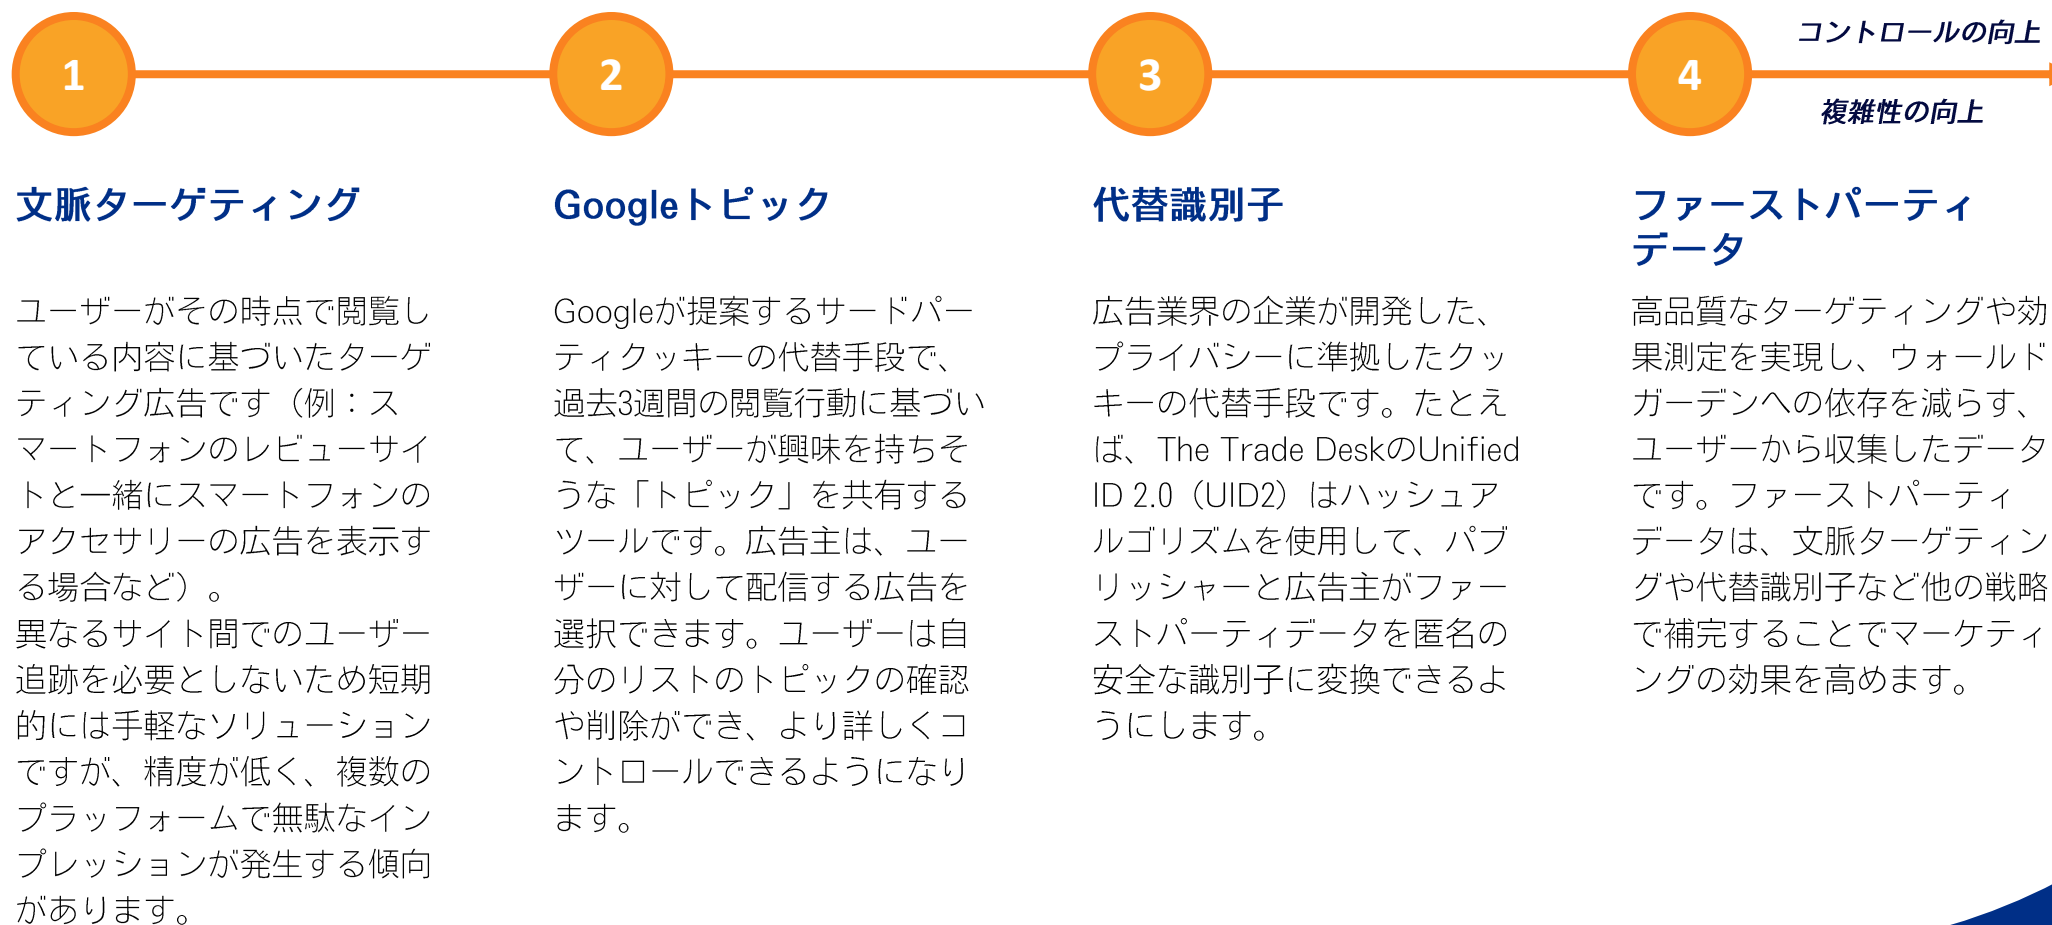 1
2
3
4
コントロールの向上
複雑性の向上
文脈ターゲティング
ユーザーがその時点で閲覧し
ている内容に基づいたターゲ
ティング広告です（例：ス
マートフォンのレビューサイ
トと一緒にスマートフォンの
アクセサリーの広告を表示す
る場合など）。
異なるサイト間でのユーザー
追跡を必要としないため短期
的には手軽なソリューション
ですが、精度が低く、複数の
プラッフォームで無駄なイン
プレッションが発生する傾向
があります。
Googleトピック
Googleが提案するサードパー
ティクッキーの代替手段で、
過去3週間の閲覧行動に基づい
て、ユーザーが興味を持ちそ
うな「トピック」を共有する
ツールです。広告主は、ユー
ザーに対して配信する広告を
選択できます。ユーザーは自
分のリストのトピックの確認
や削除ができ、より詳しくコ
ントロールできるようになり
ます。
代替識別子
広告業界の企業が開発した、
プライバシーに準拠したクッ
キーの代替手段です。たとえ
ば、The Trade DeskのUnified
ID 2.0（UID2）はハッシュア
ルゴリズムを使用して、パブ
リッシャーと広告主がファー
ストパーティデータを匿名の
安全な識別子に変換できるよ
うにします。
ファーストパーティ
データ
高品質なターゲティングや効
果測定を実現し、ウォールド
ガーデンへの依存を減らす、
ユーザーから収集したデータ
です。ファーストパーティ
データは、文脈ターゲティン
グや代替識別子など他の戦略
で補完することでマーケティ
ングの効果を高めます。